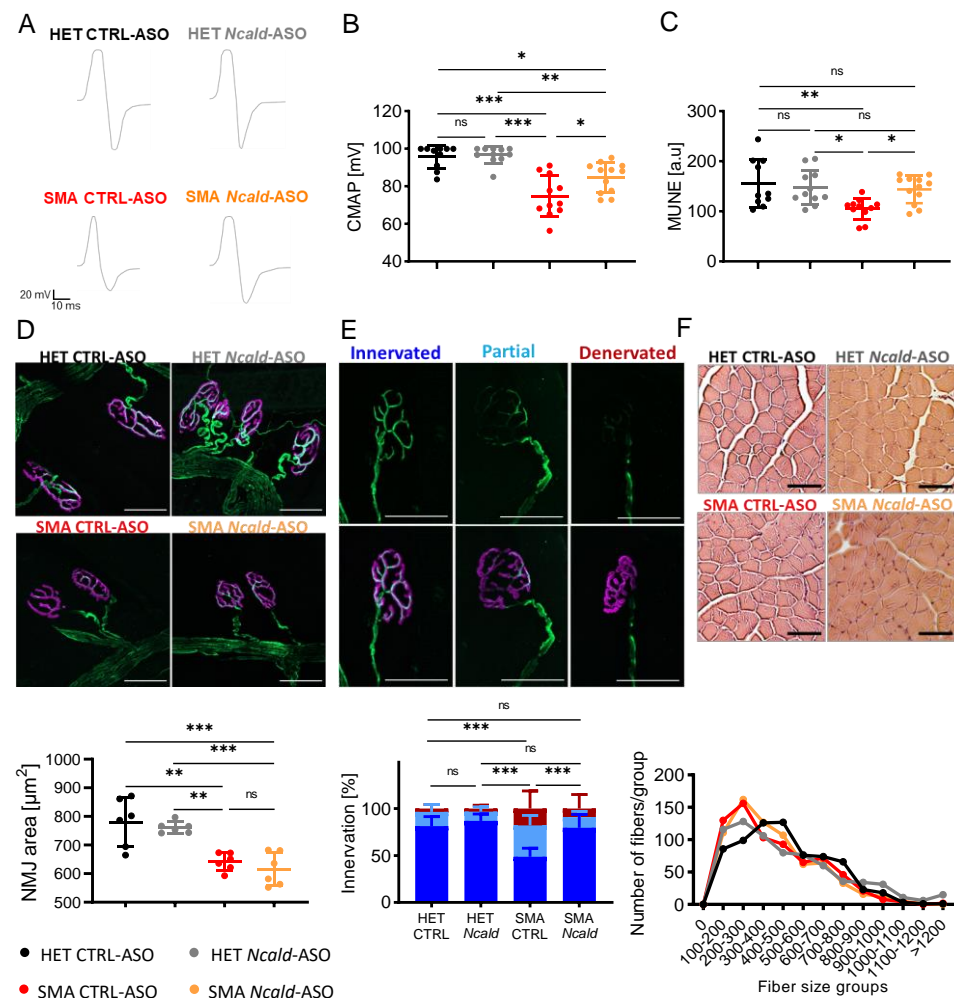 A
HET CTRL-ASO
HET Ncald-ASO
SMA CTRL-ASO
SMA Ncald-ASO
20 mV
10 ms
B
*
**
***
ns
***
*
CMAP [mV]
100
80
60
40
C
ns
**
ns
ns
*
*
MUNE [a.u]
300
200
100
0
D
HET CTRL-ASO
HET Ncald-ASO
SMA CTRL-ASO
SMA Ncald-ASO
***
***
**
**
ns
NMJ area [µm²]
1000
900
800
700
600
500
E
Innervated
Partial
Denervated
ns
***
ns
ns
***
***
Innervation [%]
100
50
0
HET CTRL
HET Ncald
SMA CTRL
SMA Ncald
F
HET CTRL-ASO
HET Ncald-ASO
SMA CTRL-ASO
SMA Ncald-ASO
Number of fibers/group
200
150
100
50
0
0
100-200
200-300
300-400
400-500
500-600
600-700
700-800
800-900
900-1000
1000-1100
1100-1200
>1200
Fiber size groups
HET CTRL-ASO
HET Ncald-ASO
SMA CTRL-ASO
SMA Ncald-ASO